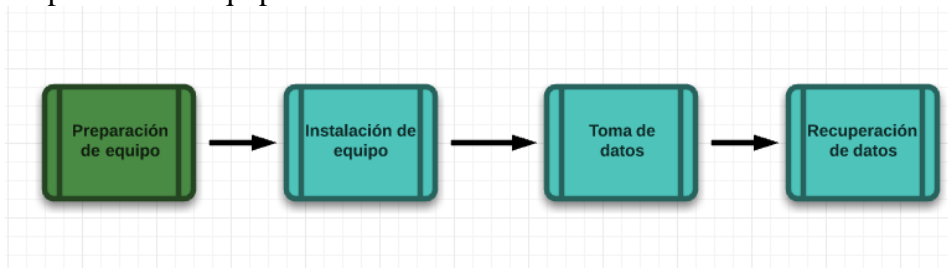 Preparación
de equipo
Instalación de
equipo
Toma de
datos
Recuperación
de datos